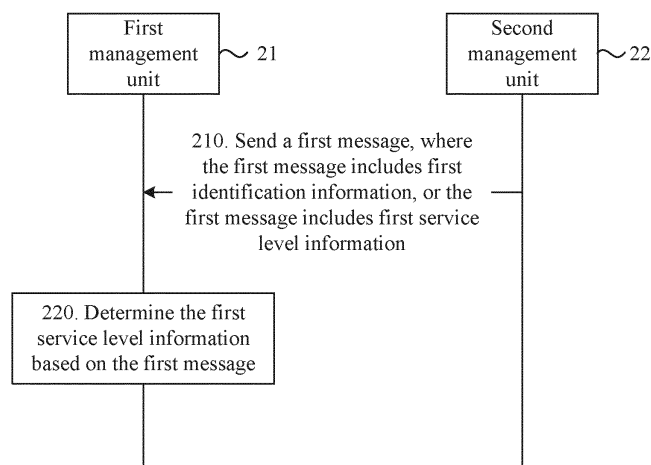 First
management
unit
21
Second
management
unit
22
210. Send a first message, where
the first message includes first
identification information, or the
first message includes first service
level information
220. Determine the first
service level information
based on the first message